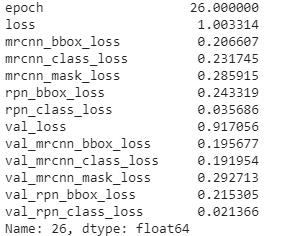 epoch 26.000000
loss 1.003314
mrcnn_bbox_loss 0.206607
mrcnn_class_loss 0.231745
mrcnn_mask_loss 0.285915
rpn_bbox_loss 0.243319
rpn_class_loss 0.035686
val_loss 0.917056
val_mrcnn_bbox_loss 0.195677
val_mrcnn_class_loss 0.191954
val_mrcnn_mask_loss 0.292713
val_rpn_bbox_loss 0.215305
val_rpn_class_loss 0.021366
Name: 26, dtype: float64